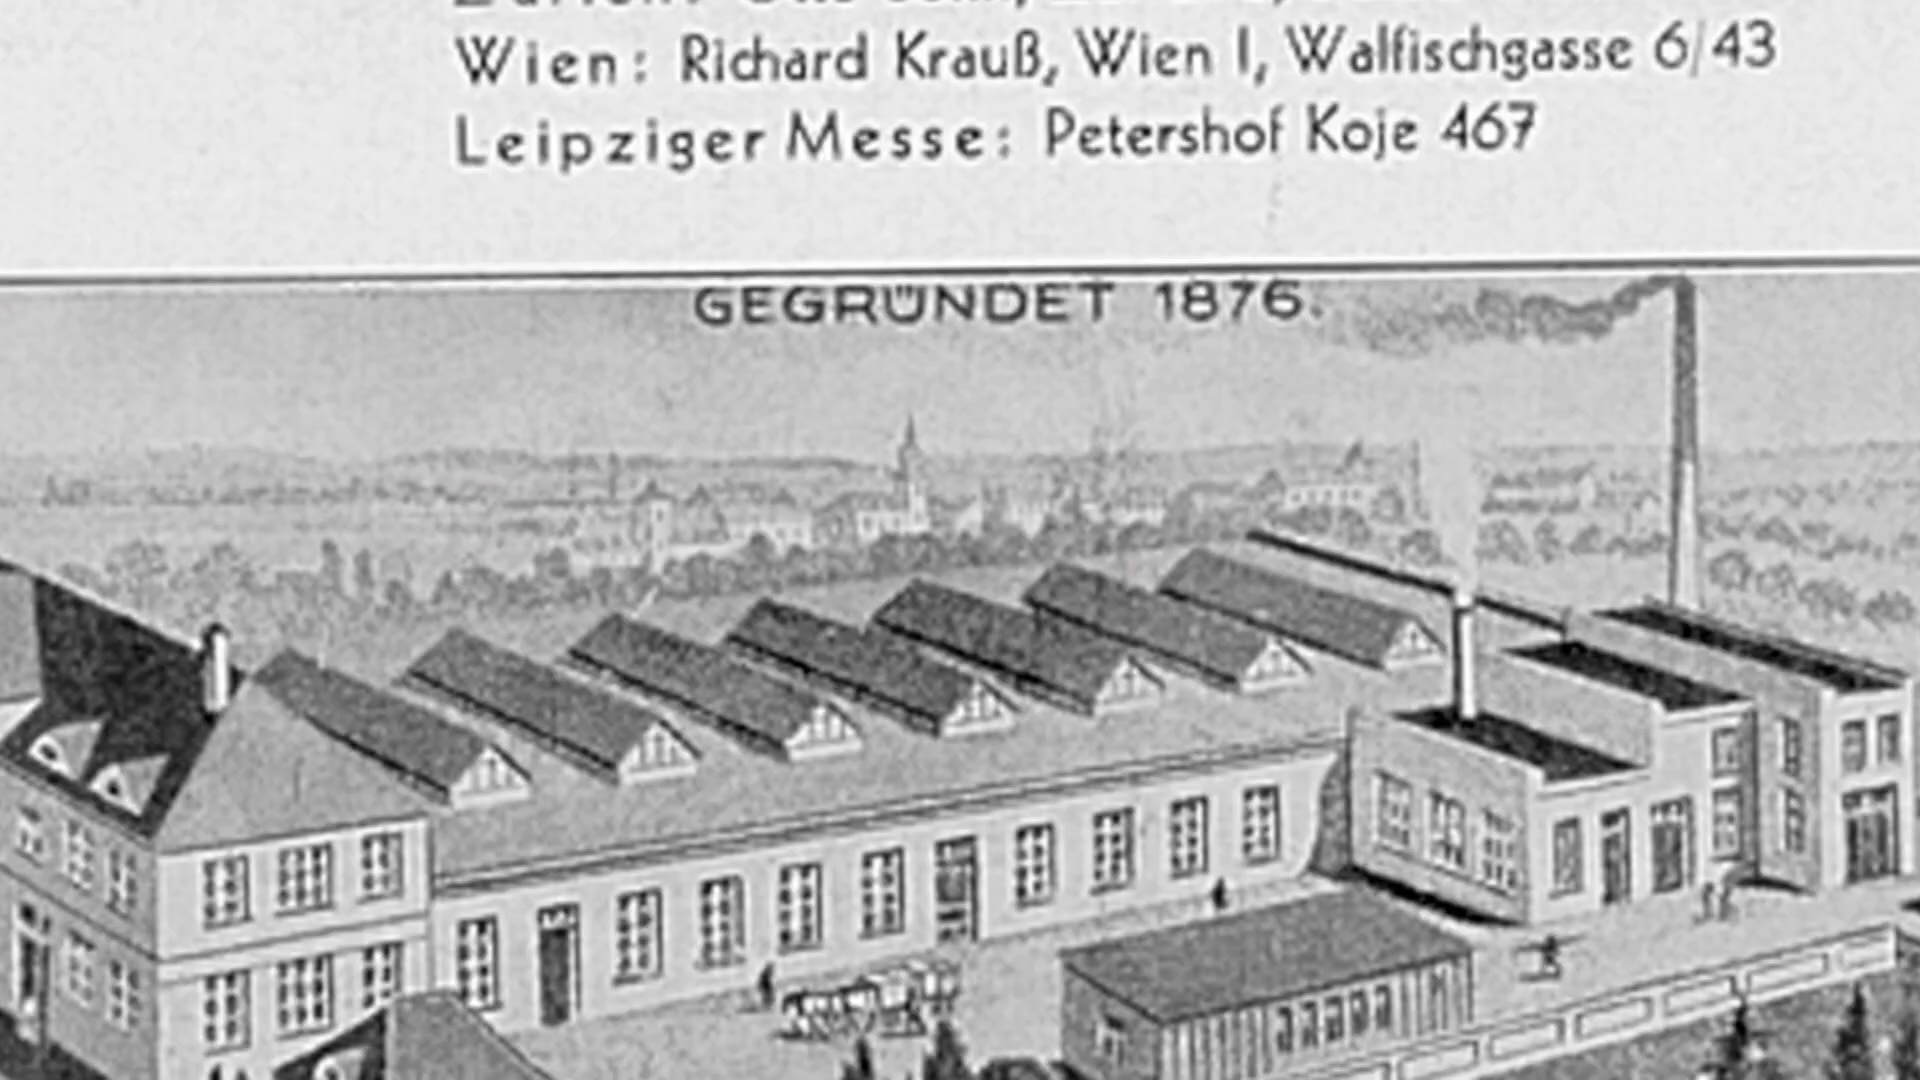 Wien: Richard Krauß, Wien I, Walfischgasse 6/43
Leipziger Messe: Petershof Koje 467
GEGRÜNDET 1876.